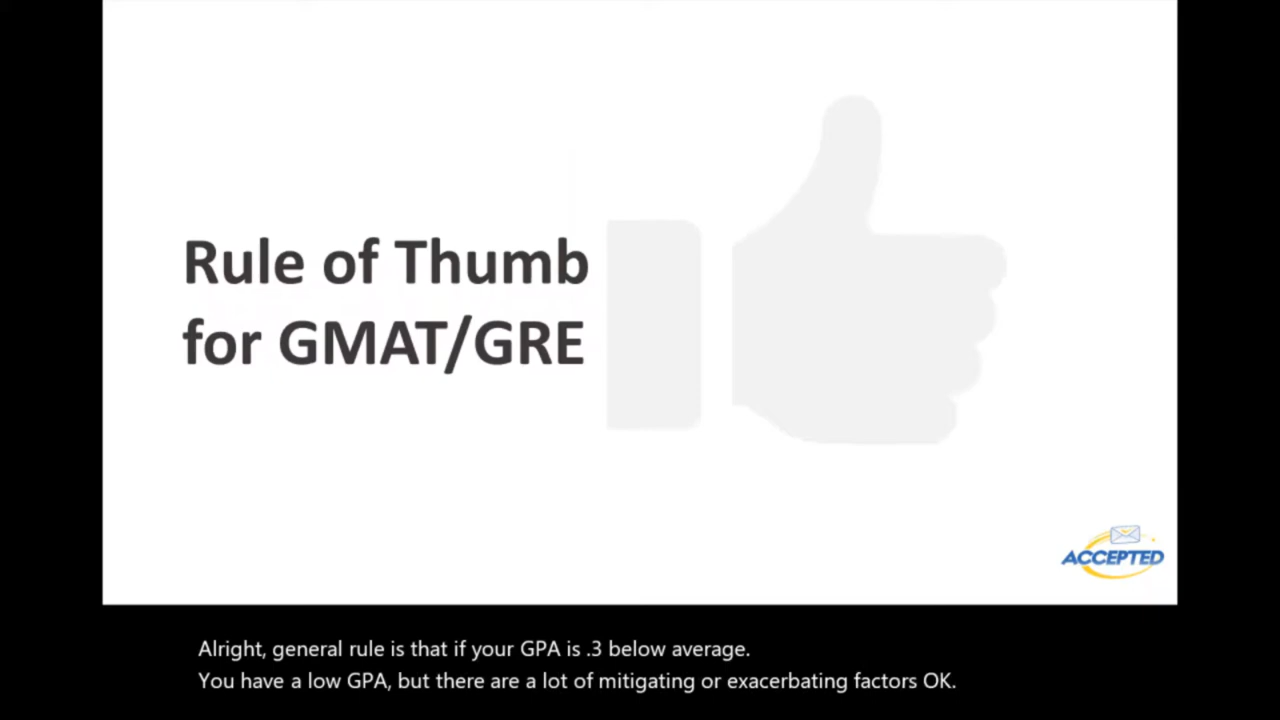 Rule of Thumb
for GMAT/GRE
ACCEPTED
Alright, general rule is that if your GPA is .3 below average.
You have a low GPA, but there are a lot of mitigating or exacerbating factors OK.